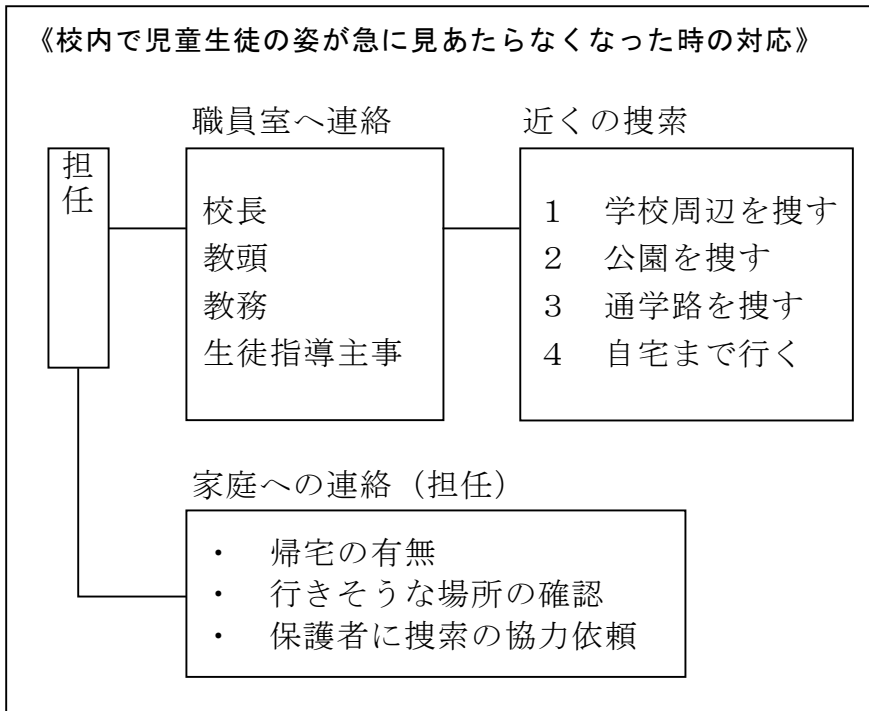 《校内で児童生徒の姿が急に見あたらなくなった時の対応》
担任
職員室へ連絡
校長
教頭
教務
生徒指導主事
近くの捜索
１　学校周辺を捜す
２　公園を捜す
３　通学路を捜す
４　自宅まで行く
家庭への連絡（担任）
・　帰宅の有無
・　行きそうな場所の確認
・　保護者に捜索の協力依頼